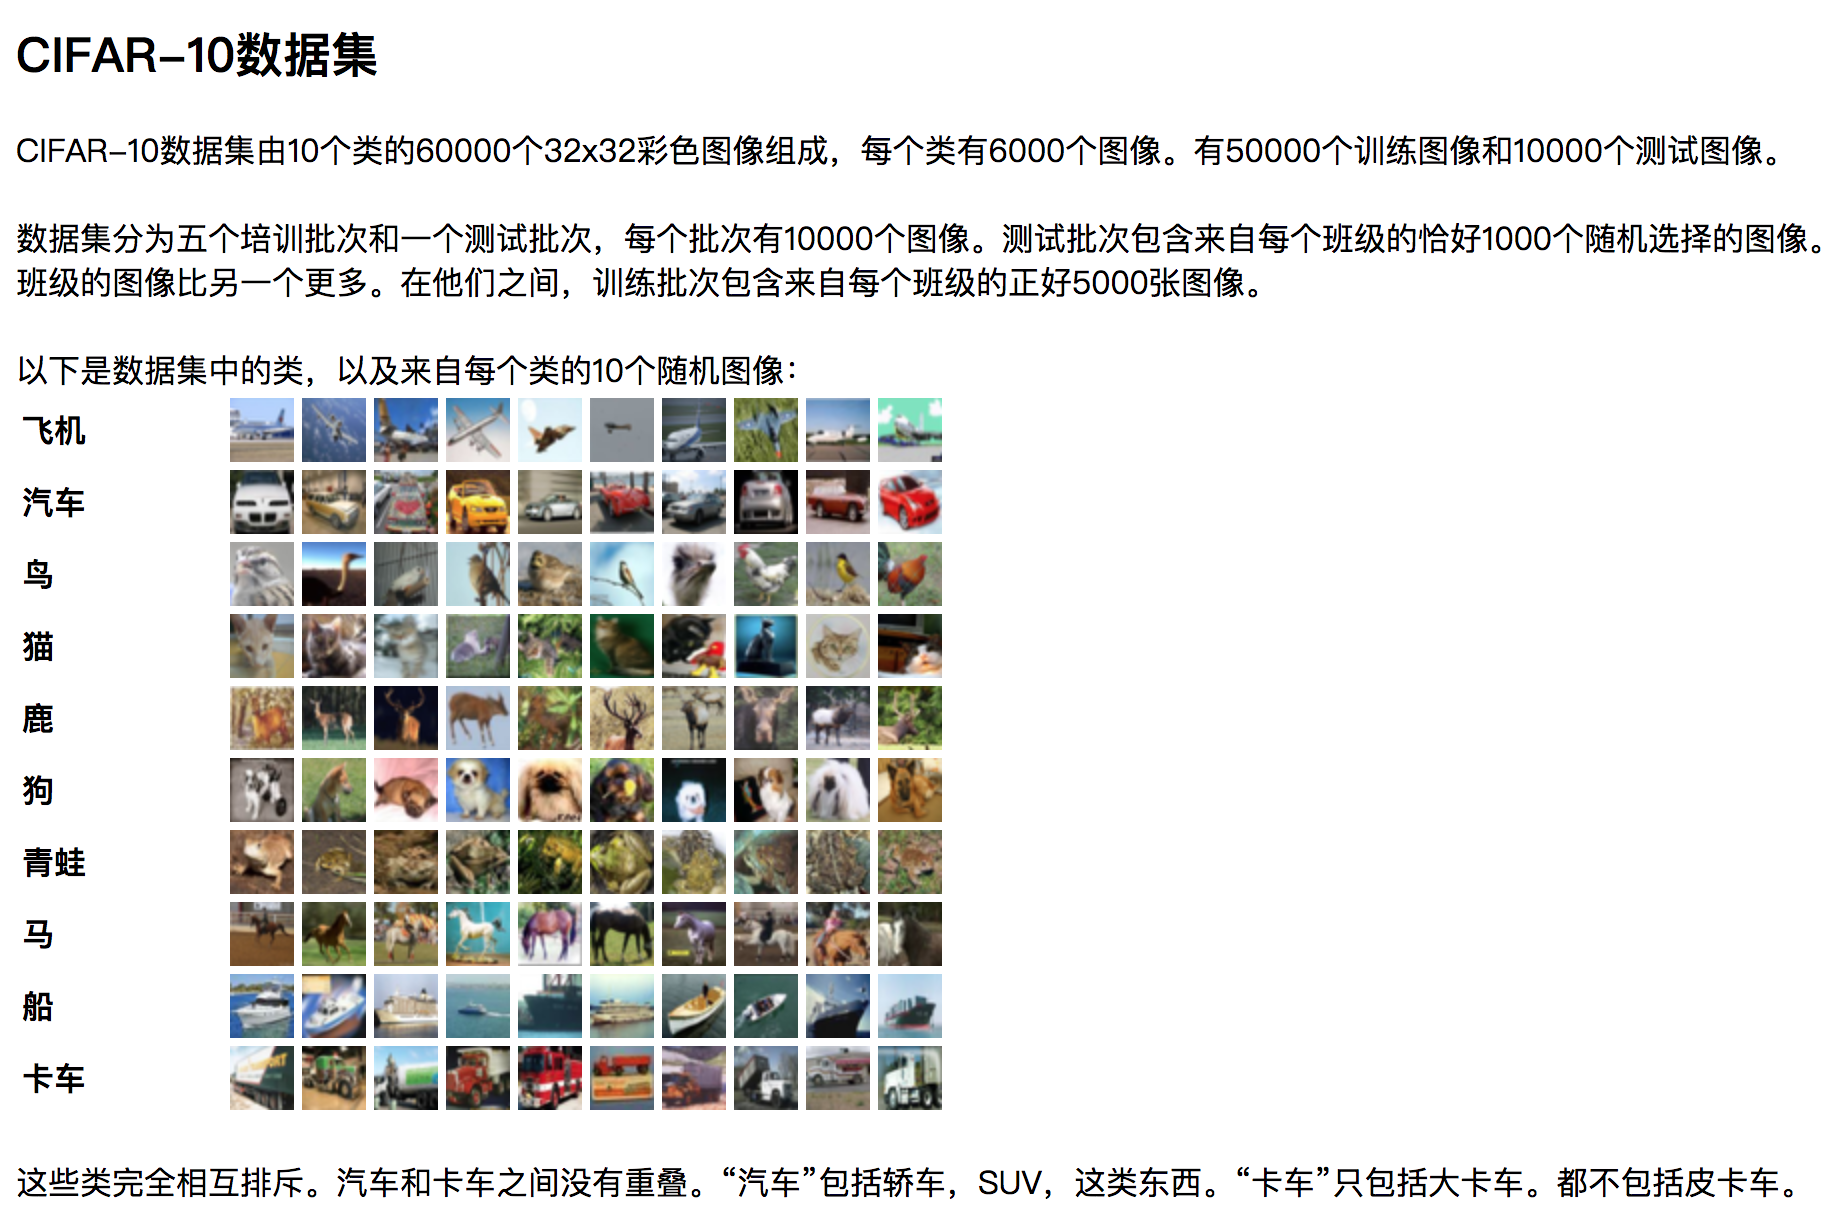 CIFAR-10数据集
CIFAR-10数据集由10个类的60000个32x32彩色图像组成，每个类有6000个图像。有50000个训练图像和10000个测试图像。
数据集分为五个培训批次和一个测试批次，每个批次有10000个图像。测试批次包含来自每个班级的恰好1000个随机选择的图像。
班级的图像比另一个更多。在他们之间，训练批次包含来自每个班级的正好5000张图像。
以下是数据集中的类，以及来自每个类的10个随机图像：
飞机
汽车
鸟
猫
鹿
狗
青蛙
马
船
卡车
这些类完全相互排斥。汽车和卡车之间没有重叠。“汽车”包括轿车，SUV，这类东西。“卡车”只包括大卡车。都不包括皮卡车。